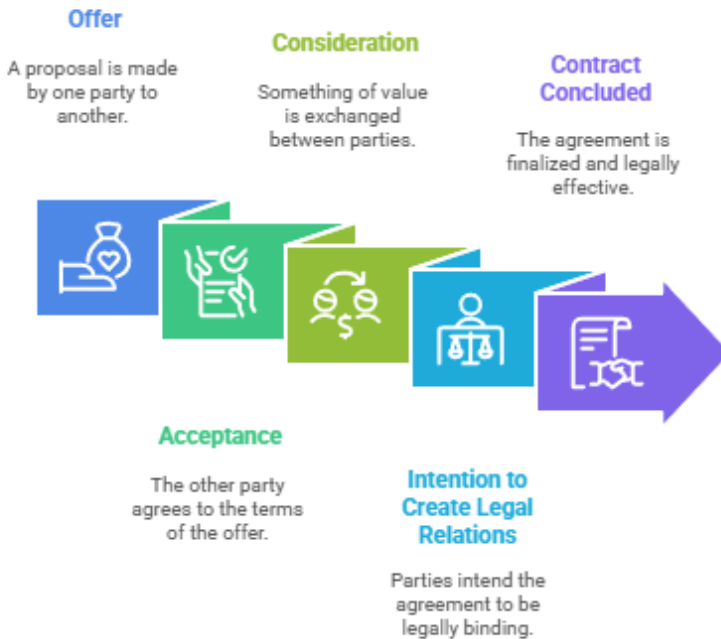 Offer
A proposal is made
by one party to
another.
Acceptance
The other party
agrees to the terms
of the offer.
Consideration
Something of value
is exchanged
between parties.
Intention to
Create Legal
Relations
Parties intend the
agreement to be
legally binding.
Contract
Concluded
The agreement is
finalized and legally
effective.
$